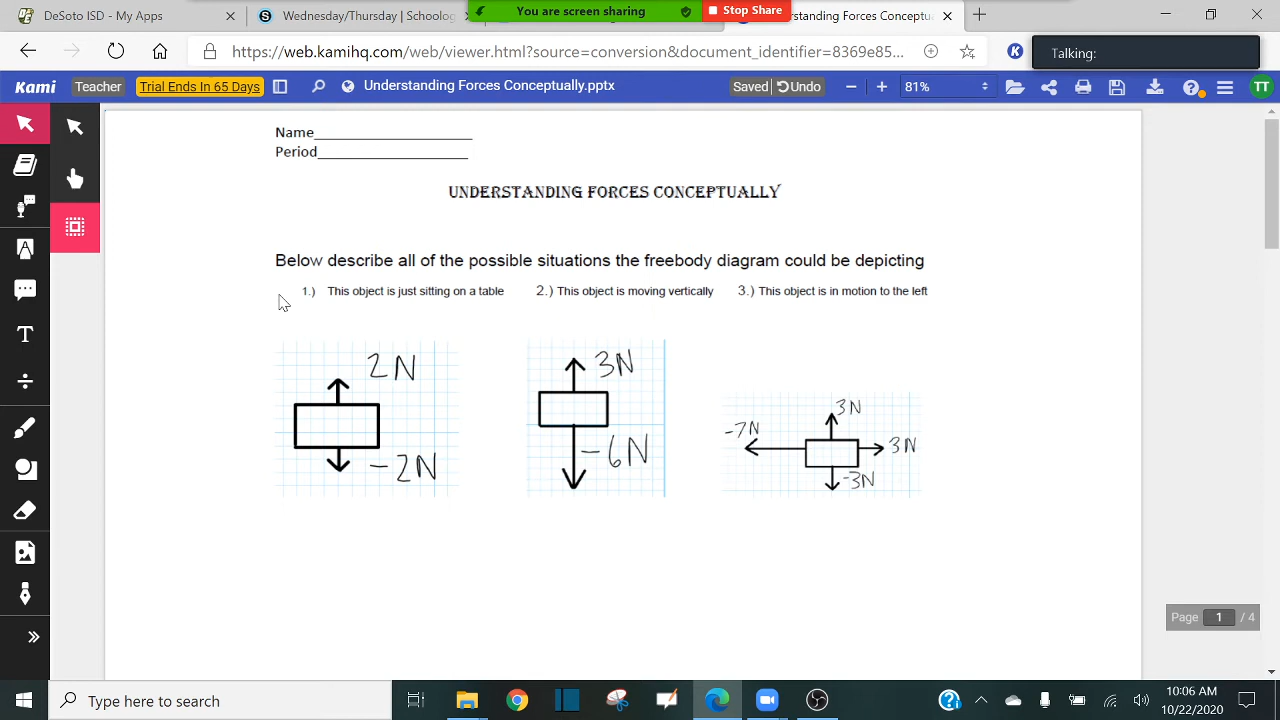 DeSoto - My Apps
Wednesday/Thursday | Schoolog
You are screen sharing
Stop Share
Understanding Forces Conceptu
https://web.kamihq.com/web/viewer.html?source=conversion&document_identifier=8369e85...
Talking:
Kami Teacher Trial Ends In 65 Days Understanding Forces Conceptually.pptx Saved Undo 81% TT
Name
Period
UNDERSTANDING FORCES CONCEPTUALLY
Below describe all of the possible situations the freebody diagram could be depicting
1.) This object is just sitting on a table 2.) This object is moving vertically 3.) This object is in motion to the left
2N
-2N
3N
-6N
3N
-7N
3N
-3N
Page 1 / 4
Type here to search
10:06 AM
10/22/2020